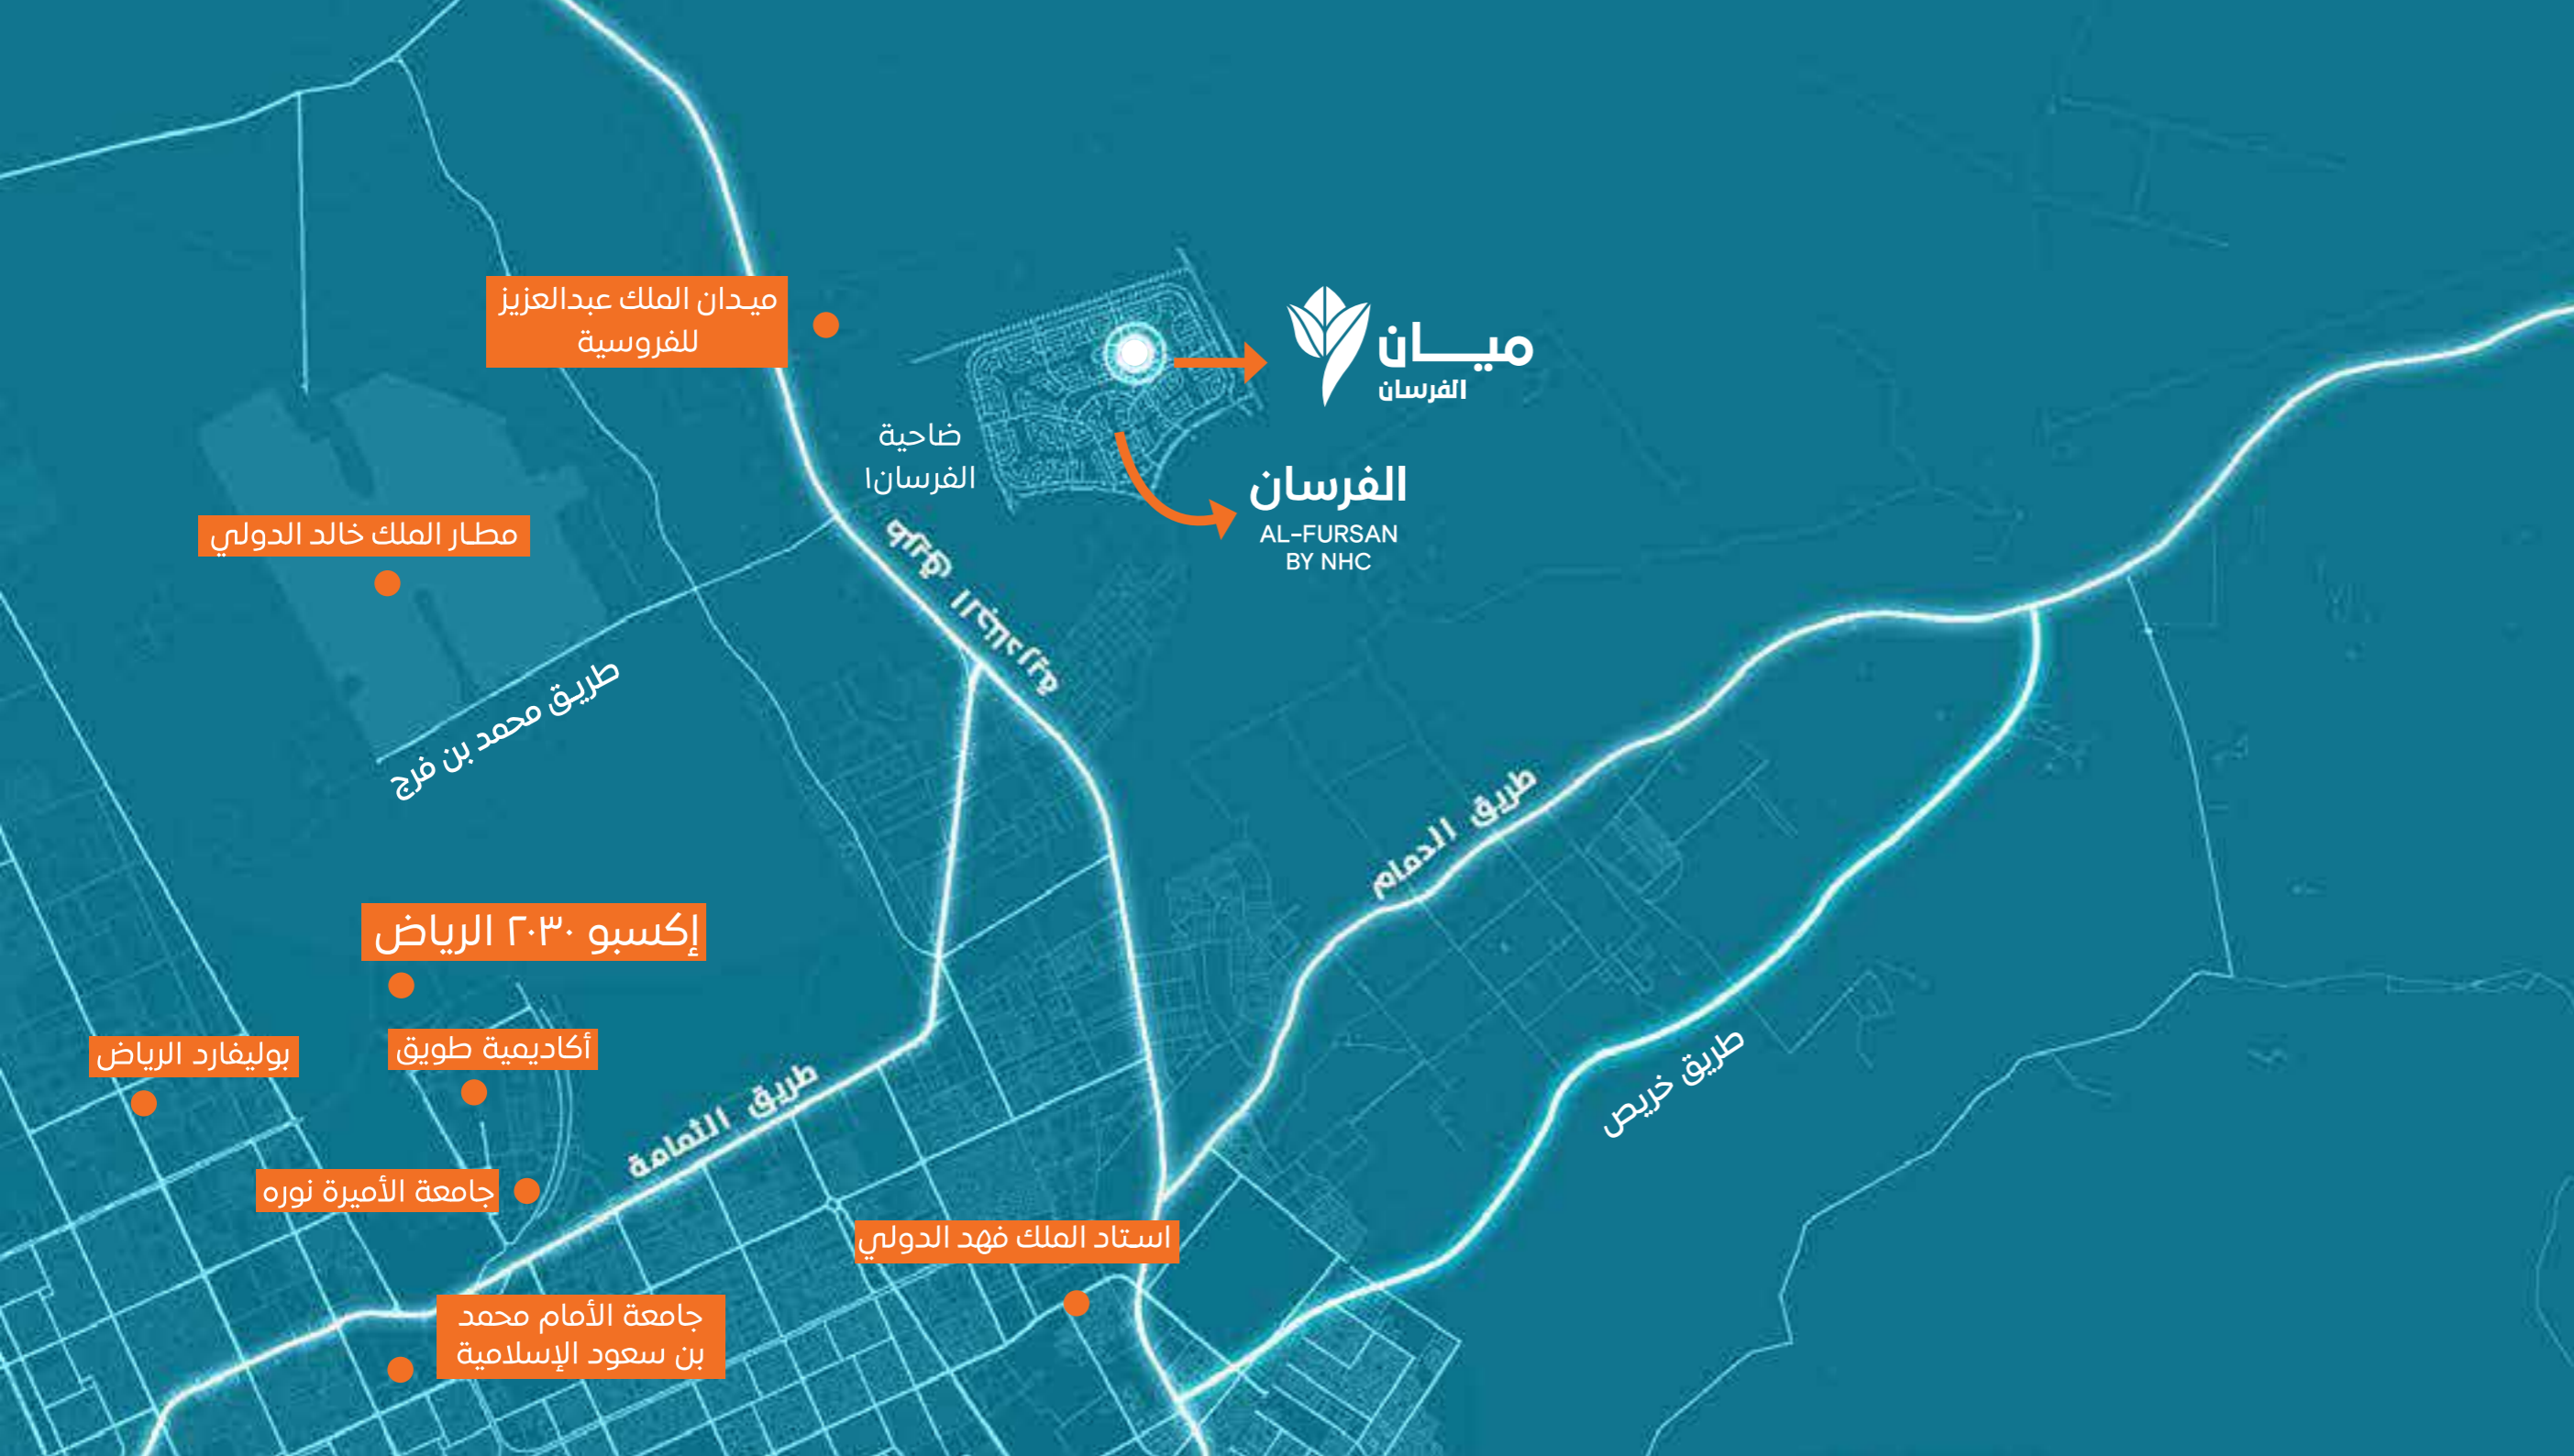 ميدان الملك عبدالعزيز
للفروسية
ميــــان
الفرسان
ضاحية
الفرسان١
الفرسان
AL-FURSAN
BY NHC
مطار الملك خالد الدولي
طريق محمد بن فرج
طريق الدمام
إكسبو ٢٠٣٠ الرياض
بوليفارد الرياض
أكاديمية طويق
طريق الثمامة
طريق خريص
جامعة الأميرة نوره
استاد الملك فهد الدولي
جامعة الأمام محمد
بن سعود الإسلامية